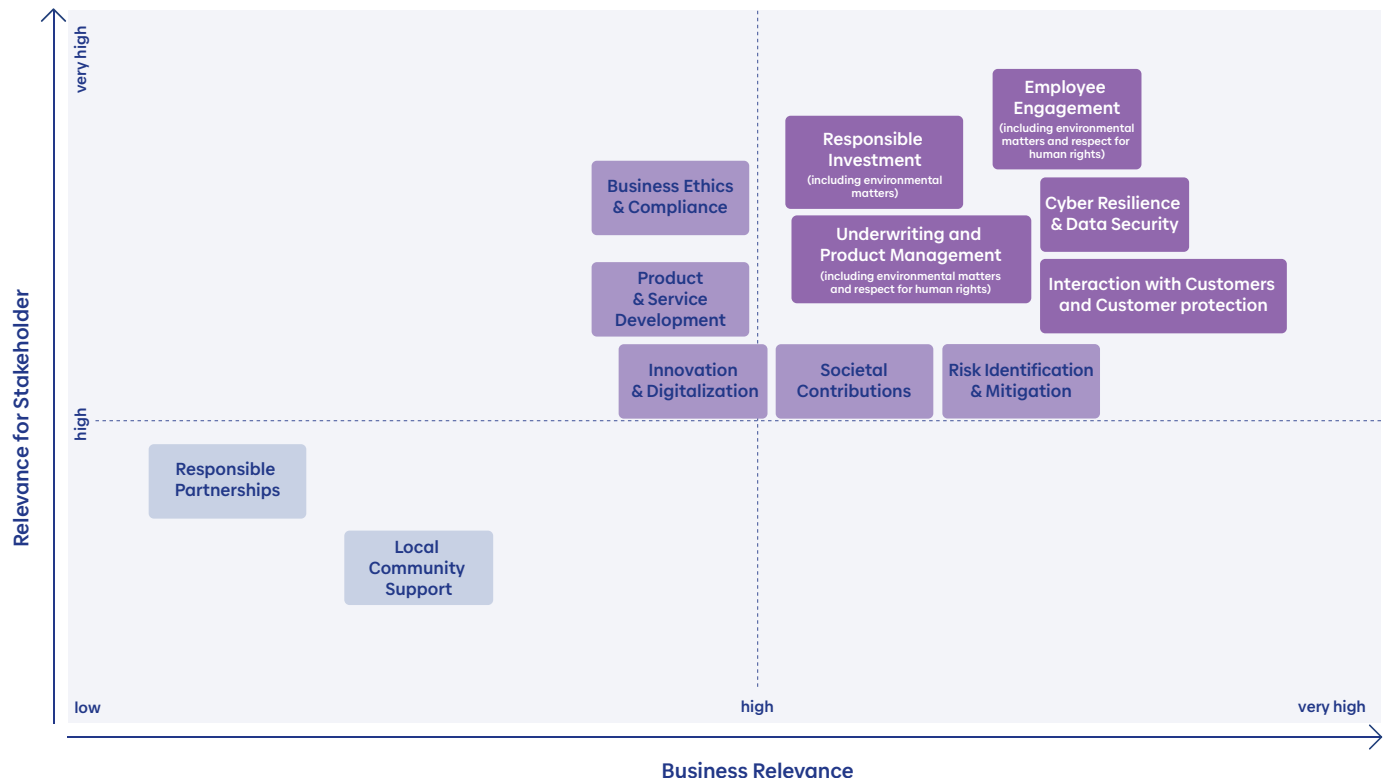 very high
Employee
Engagement
(including environmental
matters and respect for
human rights)
Responsible
Investment
(including environmental
matters)
Business Ethics
& Compliance
Cyber Resilience
& Data Security
Underwriting and
Product Management
(including environmental matters
and respect for human rights)
Product
& Service
Development
Interaction with Customers
and Customer protection
Innovation
& Digitalization
Societal
Contributions
Risk Identification
& Mitigation
Relevance for Stakeholder
high
Responsible
Partnerships
Local
Community
Support
low
high
very high
Business Relevance